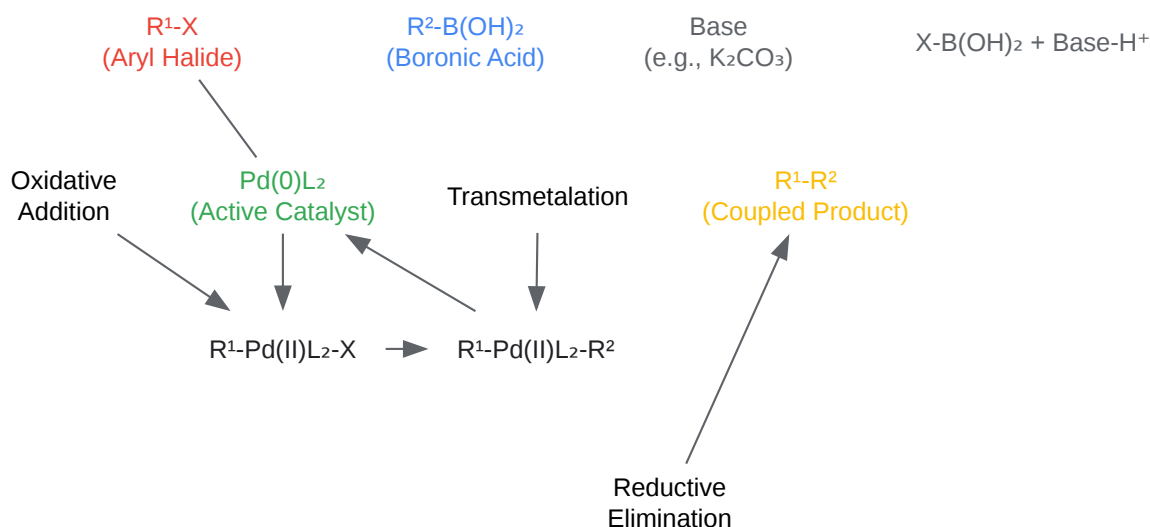 R¹-X
(Aryl Halide)
R²-B(OH)₂
(Boronic Acid)
Base
(e.g., K₂CO₃)
X-B(OH)₂ + Base-H⁺
Oxidative
Addition
Pd(0)L₂
(Active Catalyst)
Transmetalation
R¹-R²
(Coupled Product)
R¹-Pd(II)L₂-X
R¹-Pd(II)L₂-R²
Reductive
Elimination